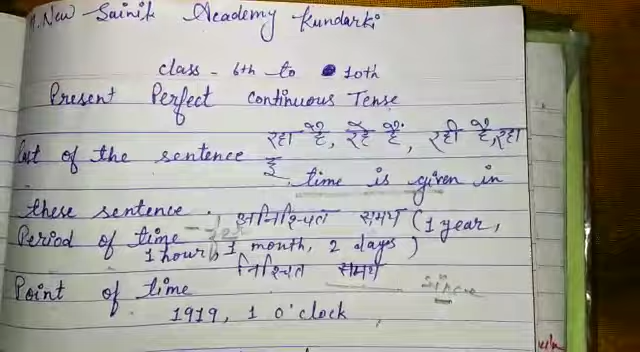 New Sainik Academy Kundarki
class - 6th to 10th
Present Perfect Continuous Tense
Last of the sentence रहा है, रहे हैं, रही है, रहा
हूँ time is given in
these sentence. अनिश्चित समय (1 year,
Period of time - for
1 hour, 1 month, 2 days)
निश्चित समय
Point of time Since
1919, 1 o'clock,